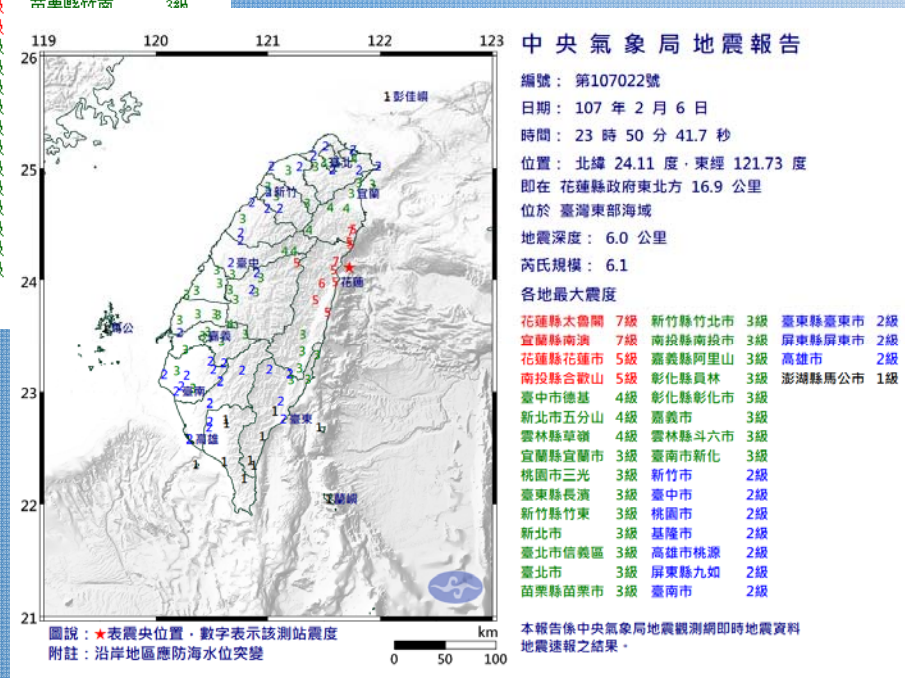 苗栗縣竹南 3級
119 120 121 122 123
26
25
24
23
22
21
彭佳嶼
臺北
新竹
宜蘭
臺中
花蓮
馬公
嘉義
臺南
臺東
高雄
蘭嶼
圖說:★表震央位置,數字表示該測站震度
附註:沿岸地區應防海水位突變
km
0 50 100
中央氣象局地震報告
編號: 第107022號
日期: 107 年 2 月 6 日
時間: 23 時 50 分 41.7 秒
位置: 北緯 24.11 度,東經 121.73 度
即在 花蓮縣政府東北方 16.9 公里
位於 臺灣東部海域
地震深度: 6.0 公里
芮氏規模: 6.1
各地最大震度
花蓮縣太魯閣 7級 新竹縣竹北市 3級 臺東縣臺東市 2級
宜蘭縣南澳 7級 南投縣南投市 3級 屏東縣屏東市 2級
花蓮縣花蓮市 5級 嘉義縣阿里山 3級 高雄市 2級
南投縣合歡山 5級 彰化縣員林 3級 澎湖縣馬公市 1級
臺中市德基 4級 彰化縣彰化市 3級
新北市五分山 4級 嘉義市 3級
雲林縣草嶺 4級 雲林縣斗六市 3級
宜蘭縣宜蘭市 3級 臺南市新化 3級
桃園市三光 3級 新竹市 2級
臺東縣長濱 3級 臺中市 2級
新竹縣竹東 3級 桃園市 2級
新北市 3級 基隆市 2級
臺北市信義區 3級 高雄市桃源 2級
臺北市 3級 屏東縣九如 2級
苗栗縣苗栗市 3級 臺南市 2級
本報告係中央氣象局地震觀測網即時地震資料
地震速報之結果。